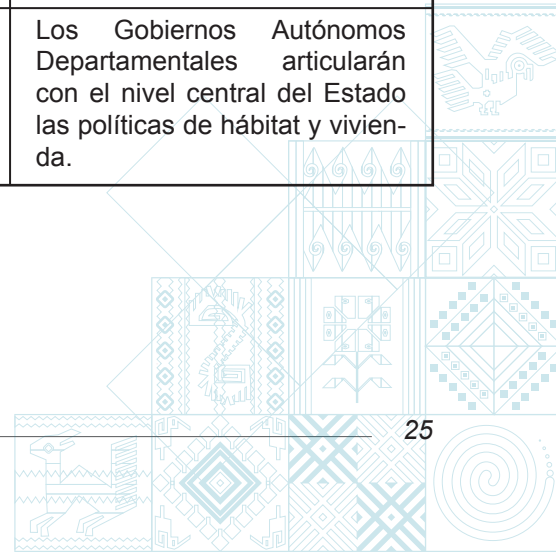 Los Gobiernos Autónomos
Departamentales articularán
con el nivel central del Estado
las políticas de hábitat y vivien-
da.
25